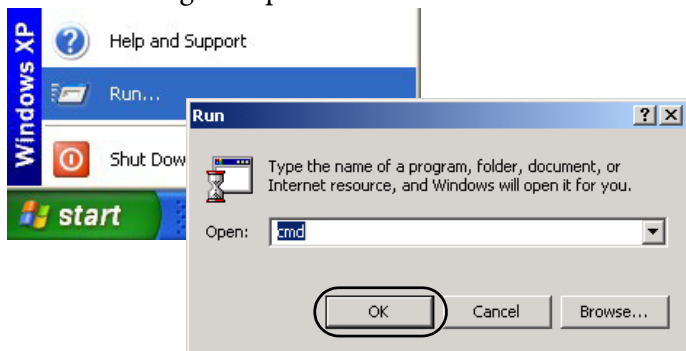 Windows XP
Help and Support
Run...
Shut Dow
start
Run
Type the name of a program, folder, document, or
Internet resource, and Windows will open it for you.
Open: cmd
OK Cancel Browse...